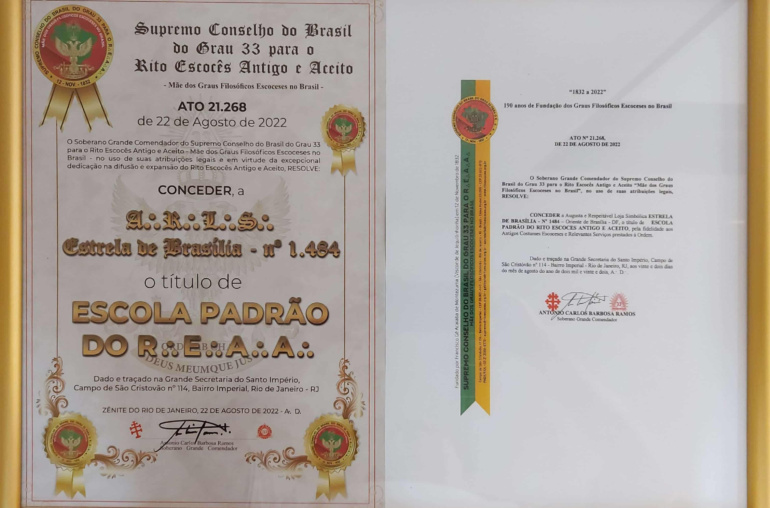 Supremo Conselho do Brasil
do Grau 33 para o
Rito Escocês Antigo e Aceito
- Mãe dos Graus Filosóficos Escoceses no Brasil -
ATO 21.268
de 22 de Agosto de 2022
O Soberano Grande Comendador do Supremo Conselho do Brasil do Grau 33
para o Rito Escocês Antigo e Aceito - Mãe dos Graus Filosóficos Escoceses no
Brasil - no uso de suas atribuições legais e em virtude da excepcional
dedicação na difusão e expansão do Rito Escocês Antigo e Aceito, RESOLVE:
CONCEDER, a
A∴R∴L∴S∴
Estrela de Brasília - nº 1.484
o título de
ESCOLA PADRÃO
DO R∴E∴A∴A∴
DEUS MEUMQUE JUS
Dado e traçado na Grande Secretaria do Santo Império,
Campo de São Cristovão nº 114, Bairro Imperial, Rio de Janeiro - RJ
ZÊNITE DO RIO DE JANEIRO, 22 DE AGOSTO DE 2022 - A∴ D.
Antonio Carlos Barbosa Ramos
Soberano Grande Comendador
SUPREMO CONSELHO DO BRASIL DO GRAU 33 PARA O R.E.A.A.
"1832 a 2022"
190 anos de Fundação dos Graus Filosóficos Escoceses no Brasil
ATO Nº 21.268,
DE 22 DE AGOSTO DE 2022
O Soberano Grande Comendador do Supremo Conselho do
Brasil do Grau 33 para o Rito Escocês Antigo e Aceito "Mãe dos Graus
Filosóficos Escoceses no Brasil", no uso de suas atribuições legais,
RESOLVE:
CONCEDER a Augusta e Respeitável Loja Simbólica ESTRELA
DE BRASÍLIA - Nº 1484 - Oriente de Brasília - DF, o título de ESCOLA
PADRÃO DO RITO ESCOCÊS ANTIGO E ACEITO, pela fidelidade aos
Antigos Costumes Escoceses e Relevantes Serviços prestados à Ordem.
Dado e traçado na Grande Secretaria do Santo Império, Campo de
São Cristovão nº 114 - Bairro Imperial - Rio de Janeiro, RJ, aos vinte e dois dias
do mês de agosto do ano de dois mil e vinte e dois,
ANTONIO CARLOS BARBOSA RAMOS
Soberano Grande Comendador